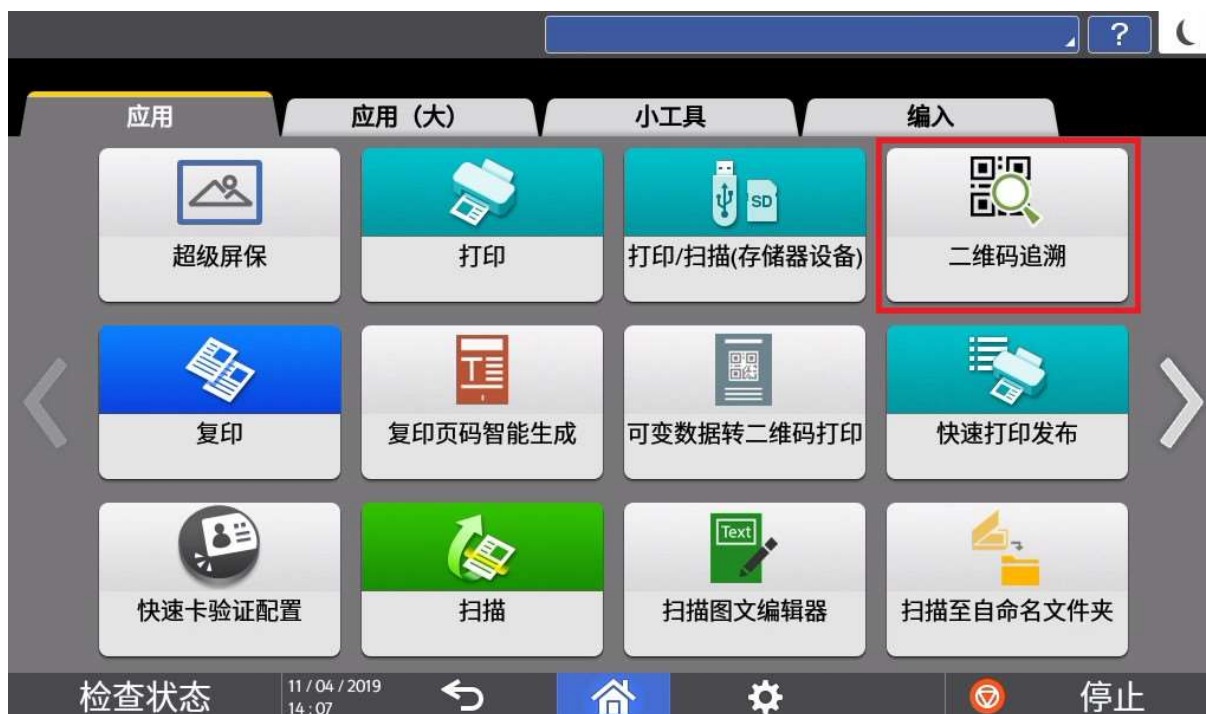 ?
应用
应用（大）
小工具
编入
超级屏保
打印
SD
打印/扫描(存储器设备)
二维码追溯
复印
T
复印页码智能生成
可变数据转二维码打印
快速打印发布
快速卡验证配置
扫描
Text
扫描图文编辑器
扫描至自命名文件夹
检查状态
11 / 04 / 2019
14 : 07
停止